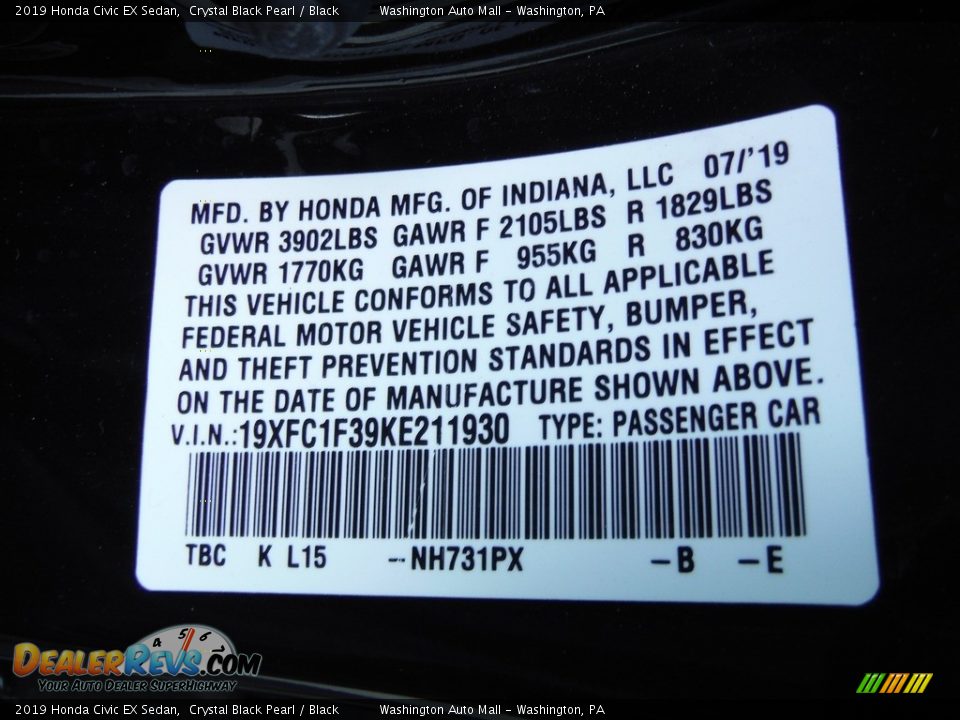 2019 Honda Civic EX Sedan, Crystal Black Pearl / Black Washington Auto Mall - Washington, PA
MFD. BY HONDA MFG. OF INDIANA, LLC 07/'19
GVWR 3902LBS GAWR F 2105LBS R 1829LBS
GVWR 1770KG GAWR F 955KG R 830KG
THIS VEHICLE CONFORMS TO ALL APPLICABLE
FEDERAL MOTOR VEHICLE SAFETY, BUMPER,
AND THEFT PREVENTION STANDARDS IN EFFECT
ON THE DATE OF MANUFACTURE SHOWN ABOVE.
V.I.N.:19XFC1F39KE211930 TYPE: PASSENGER CAR
TBC K L15 --NH731PX -B -E
4 5 6
DEALERREVS.COM
YOUR AUTO DEALER SUPERHIGHWAY
2019 Honda Civic EX Sedan, Crystal Black Pearl / Black Washington Auto Mall - Washington, PA